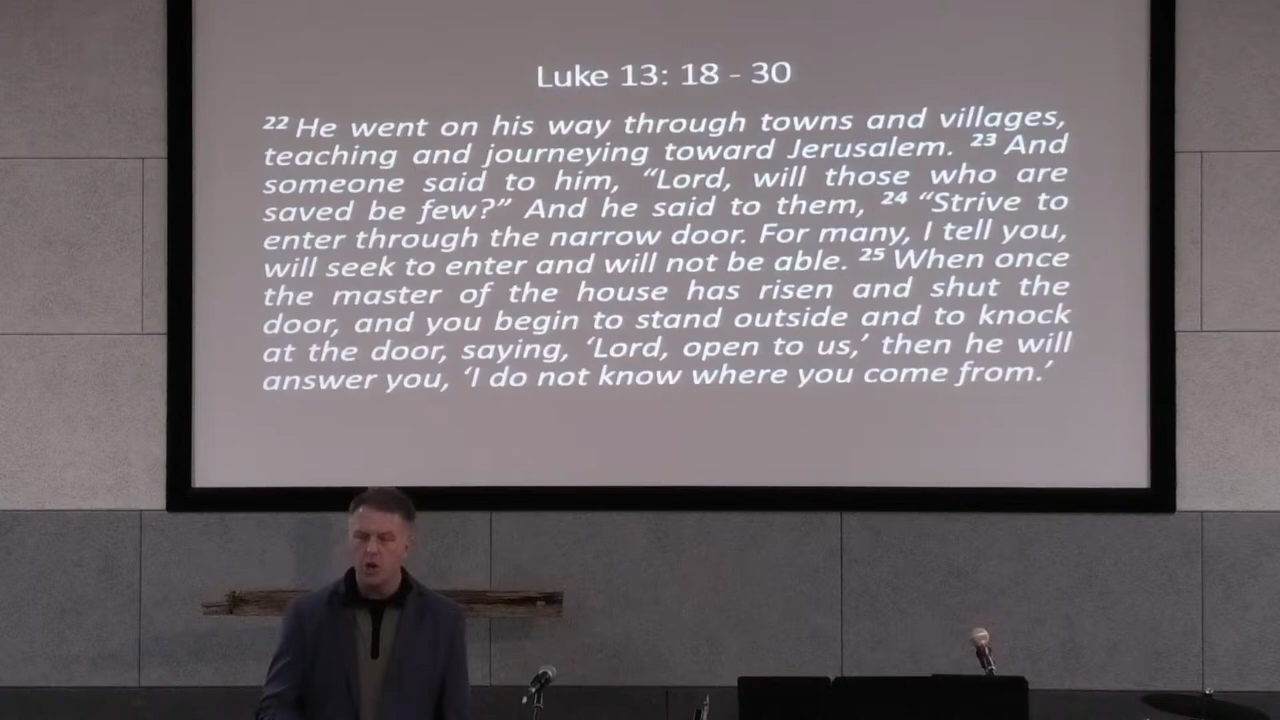 Luke 13: 18 - 30
22 He went on his way through towns and villages,
teaching and journeying toward Jerusalem. 23 And
someone said to him, “Lord, will those who are
saved be few?” And he said to them, 24 “Strive to
enter through the narrow door. For many, I tell you,
will seek to enter and will not be able. 25 When once
the master of the house has risen and shut the
door, and you begin to stand outside and to knock
at the door, saying, ‘Lord, open to us,’ then he will
answer you, ‘I do not know where you come from.’